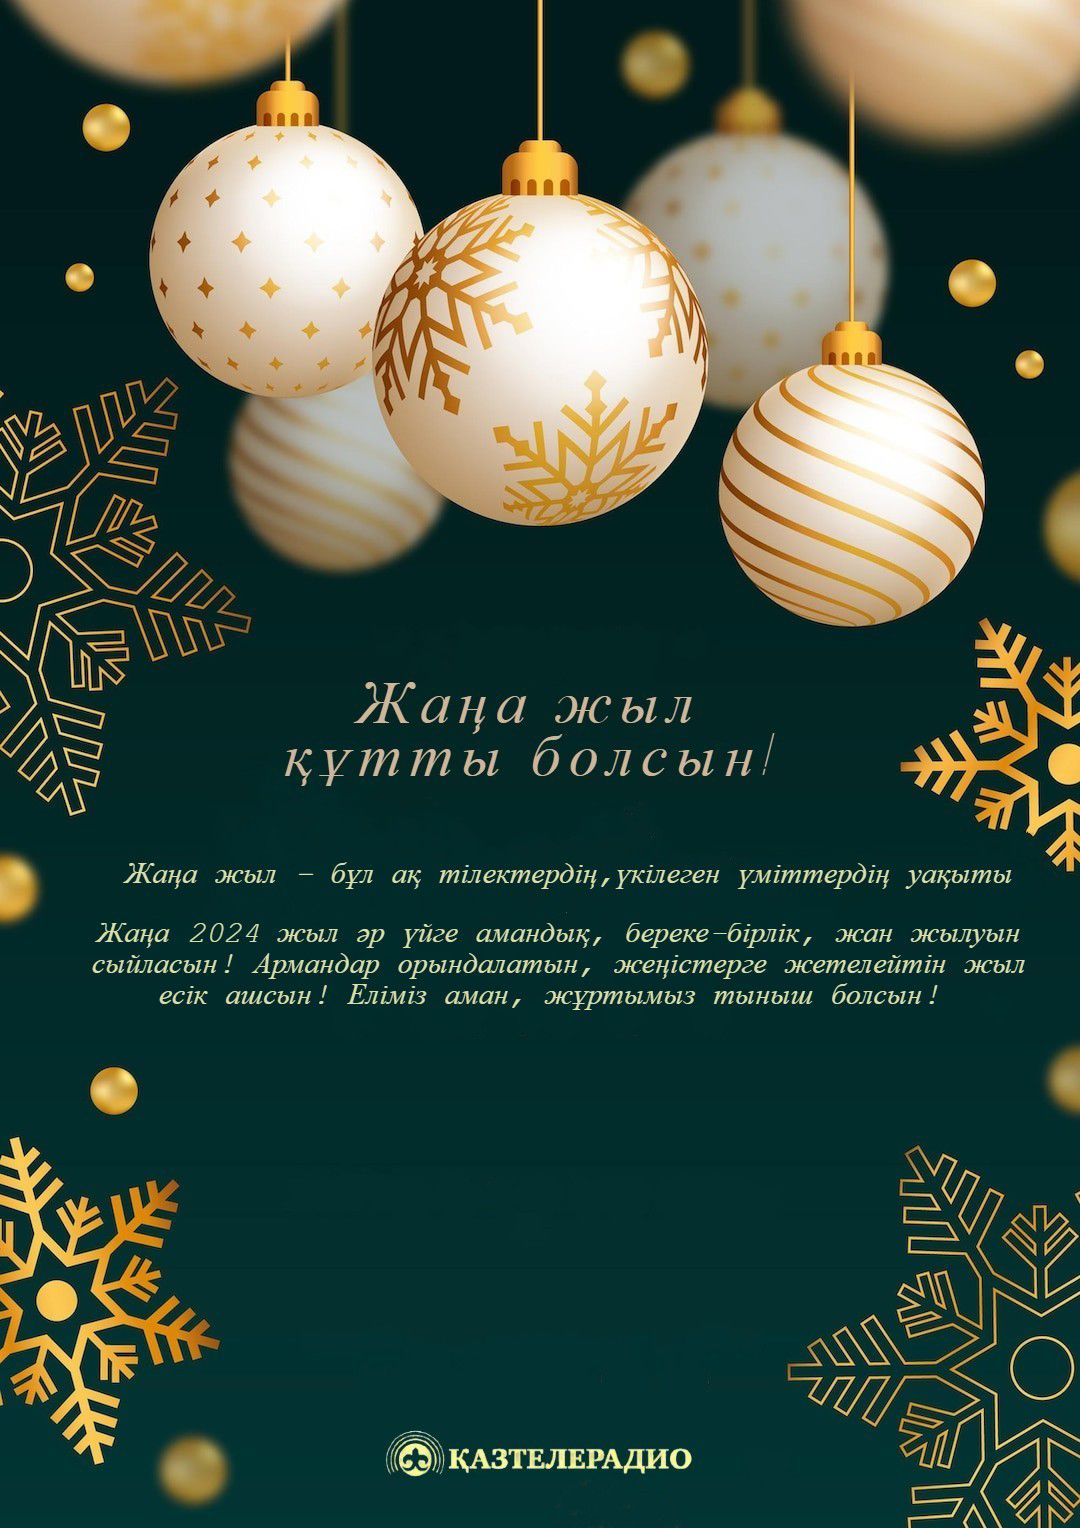 Жаңа жыл
құтты болсын!
Жаңа жыл – бұл ақ тілектердің,үкілеген үміттердің уақыты
Жаңа 2024 жыл әр үйге амандық, береке-бірлік, жан жылуын
сыйласын! Армандар орындалатын, жеңістерге жетелейтін жыл
есік ашсын! Еліміз аман, жұртымыз тыныш болсын!
ҚАЗТЕЛЕРАДИО